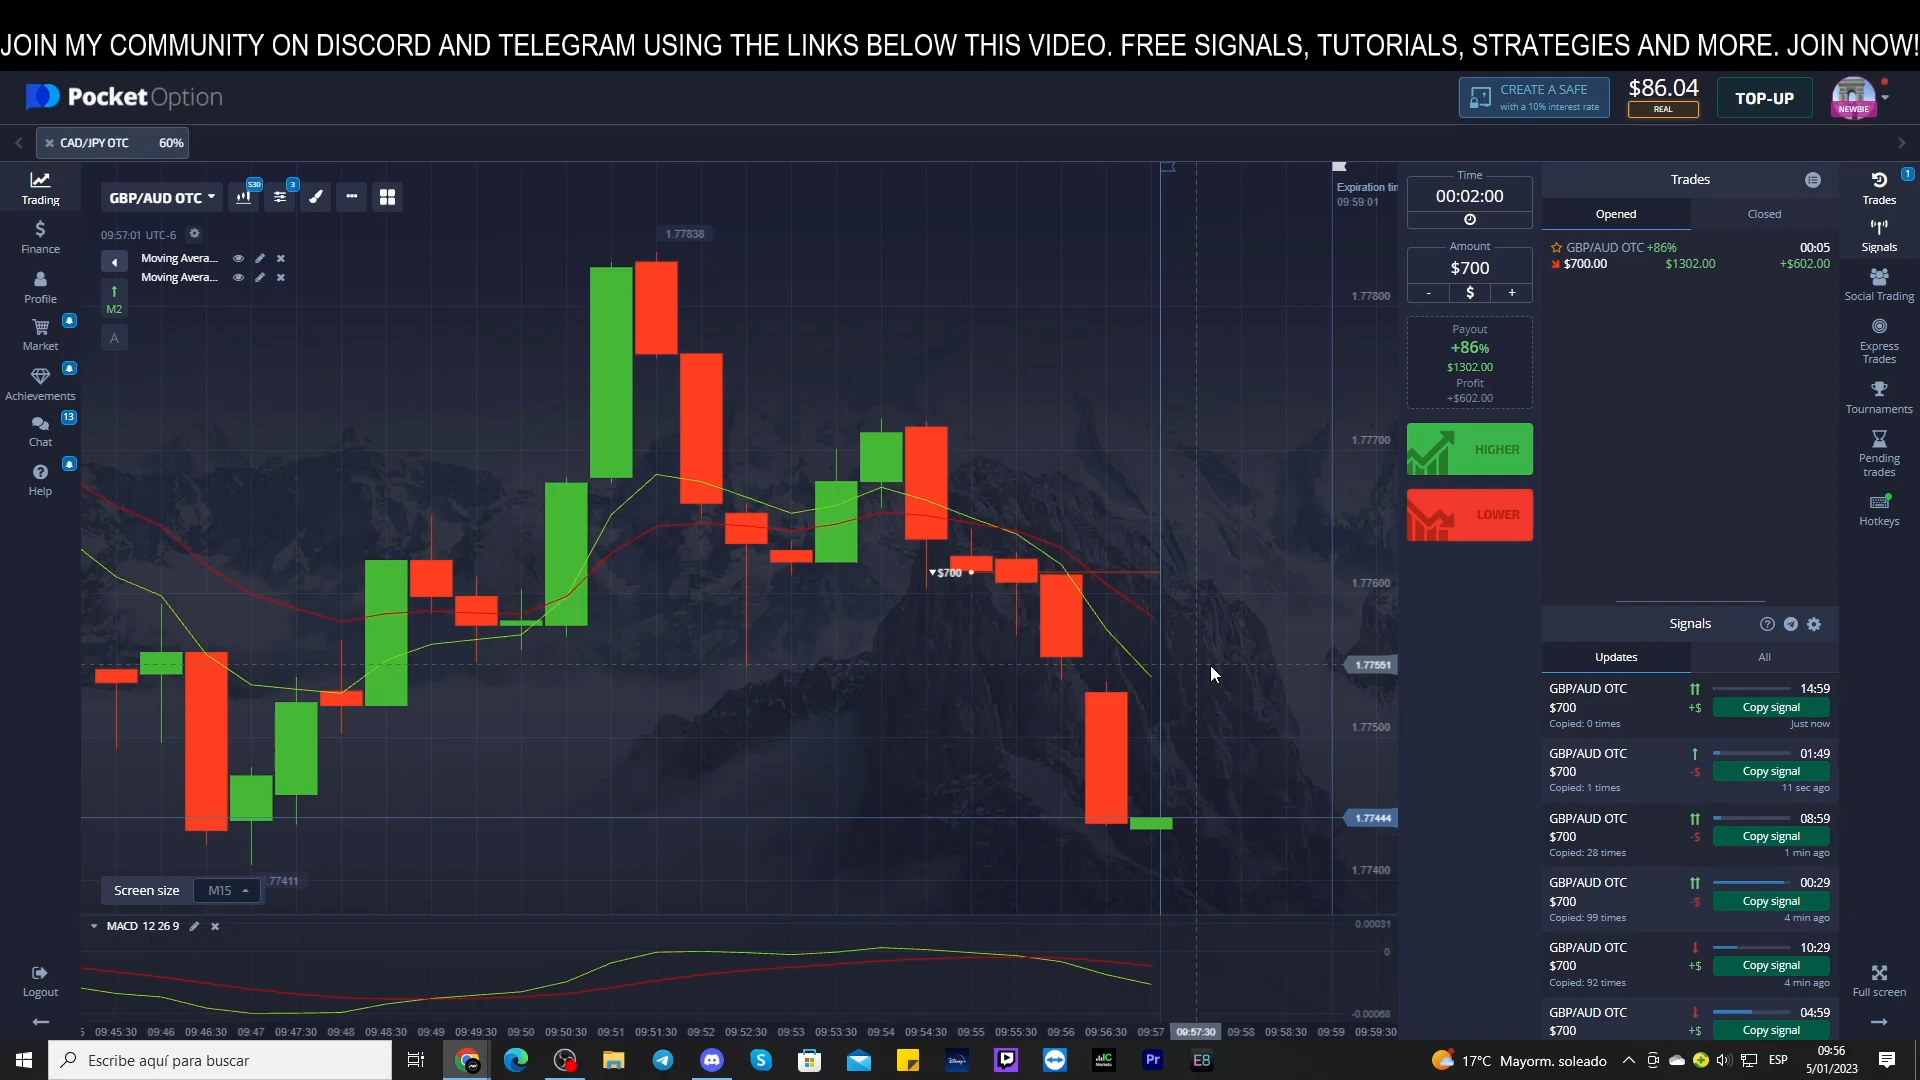 JOIN MY COMMUNITY ON DISCORD AND TELEGRAM USING THE LINKS BELOW THIS VIDEO. FREE SIGNALS, TUTORIALS, STRATEGIES AND MORE. JOIN NOW!
PocketOption
CREATE A SAFE
with a 10% interest rate
$86.04
REAL
TOP-UP
NEWBIE
CAD/JPY OTC 60%
Trading
Finance
Profile
Market
Achievements
13
Chat
Help
Logout
GBP/AUD OTC
S30
3
09:57:01 UTC-6
Moving Avera...
Moving Avera...
M2
A
1.77838
Expiration tim
09:59:01
1.77800
1.77700
1.77600
1.77551
1.77500
1.77444
1.77400
$700
.77411
Screen size M15
MACD 12 26 9
0.00031
0
-0.00068
09:45:30 09:46 09:46:30 09:47 09:47:30 09:48 09:48:30 09:49 09:49:30 09:50 09:50:30 09:51 09:51:30 09:52 09:52:30 09:53 09:53:30 09:54 09:54:30 09:55 09:55:30 09:56 09:56:30 09:57 09:57:30 09:58 09:58:30 09:59 09:59:30
Time
00:02:00
Amount
$700
- $ +
Payout
+86%
$1302.00
Profit
+$602.00
HIGHER
LOWER
Trades
Opened Closed
GBP/AUD OTC +86% 00:05
$700.00 $1302.00 +$602.00
Signals
Updates All
GBP/AUD OTC 14:59
$700 +$ Copy signal
Copied: 0 times Just now
GBP/AUD OTC 01:49
$700 -$ Copy signal
Copied: 1 times 11 sec ago
GBP/AUD OTC 08:59
$700 -$ Copy signal
Copied: 28 times 1 min ago
GBP/AUD OTC 00:29
$700 -$ Copy signal
Copied: 99 times 4 min ago
GBP/AUD OTC 10:29
$700 +$ Copy signal
Copied: 92 times 4 min ago
GBP/AUD OTC 04:59
$700 +$ Copy signal
1
Trades
Signals
Social Trading
Express
Trades
Tournaments
Pending
trades
Hotkeys
Full screen
Escribe aquí para buscar
Pr
E8
17°C Mayorm. soleado
ESP
09:56
5/01/2023